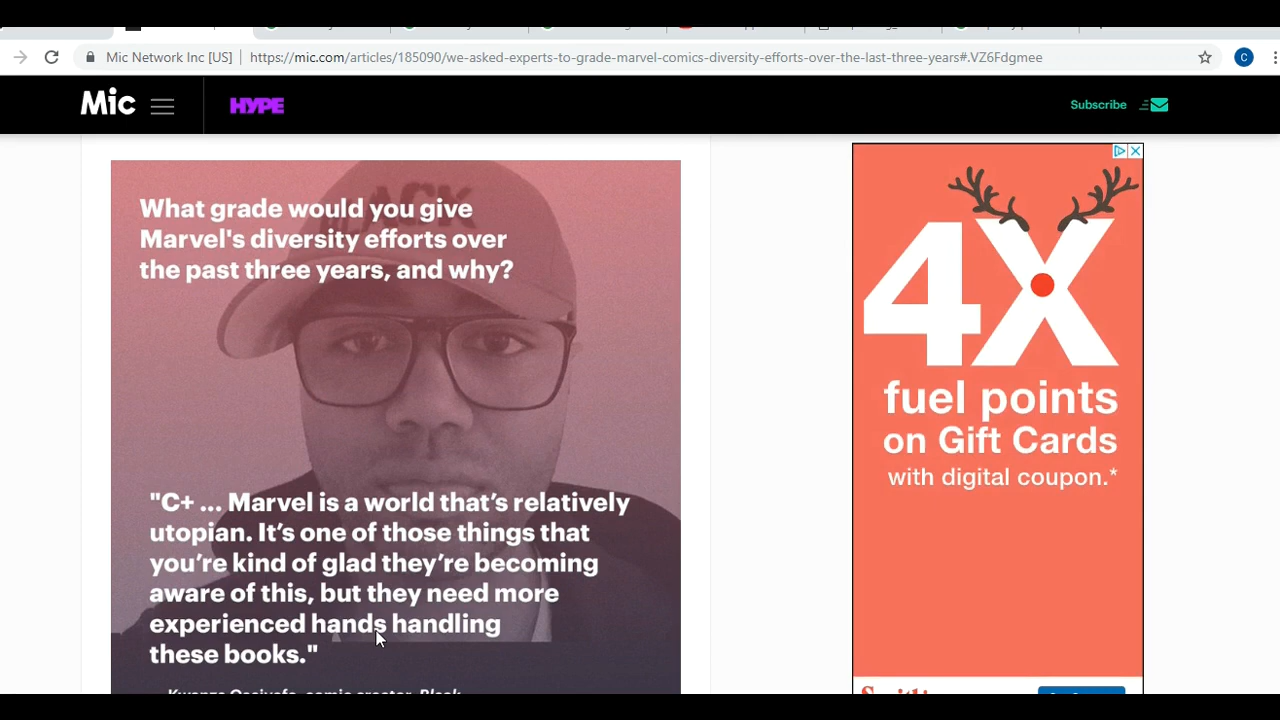 Mic Network Inc [US]
https://mic.com/articles/185090/we-asked-experts-to-grade-marvel-comics-diversity-efforts-over-the-last-three-years#.VZ6Fdgmee
C
Mic
HYPE
Subscribe
What grade would you give
Marvel's diversity efforts over
the past three years, and why?
"C+ ... Marvel is a world that's relatively
utopian. It's one of those things that
you're kind of glad they're becoming
aware of this, but they need more
experienced hands handling
these books."
4X
fuel points
on Gift Cards
with digital coupon.*